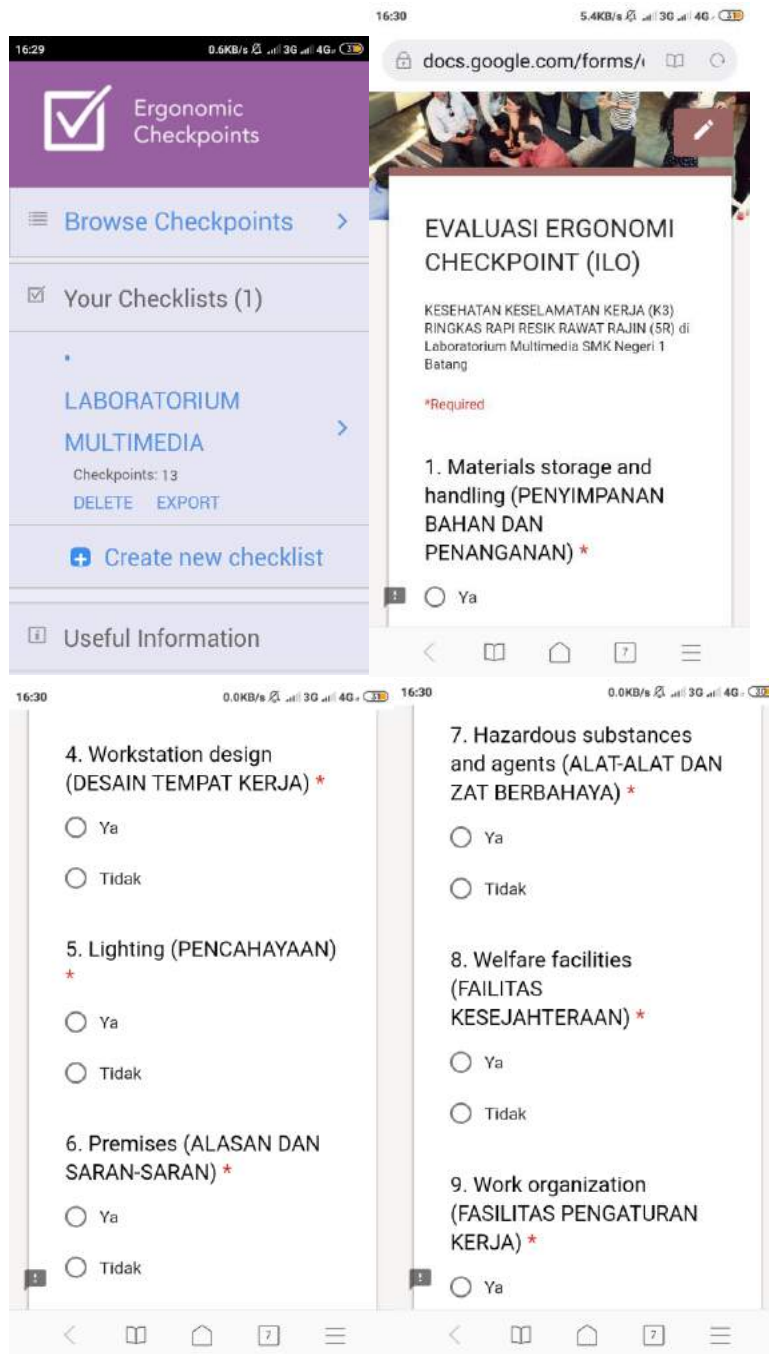 16:29
0.6KB/s 3G 4G
Ergonomic
Checkpoints
Browse Checkpoints
Your Checklists (1)
LABORATORIUM
MULTIMEDIA
Checkpoints: 13
DELETE EXPORT
Create new checklist
Useful Information
16:30
5.4KB/s 3G 4G
docs.google.com/forms/
EVALUASI ERGONOMI
CHECKPOINT (ILO)
KESEHATAN KESELAMATAN KERJA (K3)
RINGKAS RAPI RESIK RAWAT RAJIN (5R) di
Laboratorium Multimedia SMK Negeri 1
Batang
*Required
1. Materials storage and
handling (PENYIMPANAN
BAHAN DAN
PENANGANAN) *
Ya
7
16:30
0.0KB/s 3G 4G
4. Workstation design
(DESAIN TEMPAT KERJA) *
Ya
Tidak
5. Lighting (PENCAHAYAAN)
*
Ya
Tidak
6. Premises (ALASAN DAN
SARAN-SARAN) *
Ya
Tidak
7
16:30
0.0KB/s 3G 4G
7. Hazardous substances
and agents (ALAT-ALAT DAN
ZAT BERBAHAYA) *
Ya
Tidak
8. Welfare facilities
(FAILITAS
KESEJAHTERAAN) *
Ya
Tidak
9. Work organization
(FASILITAS PENGATURAN
KERJA) *
Ya
7